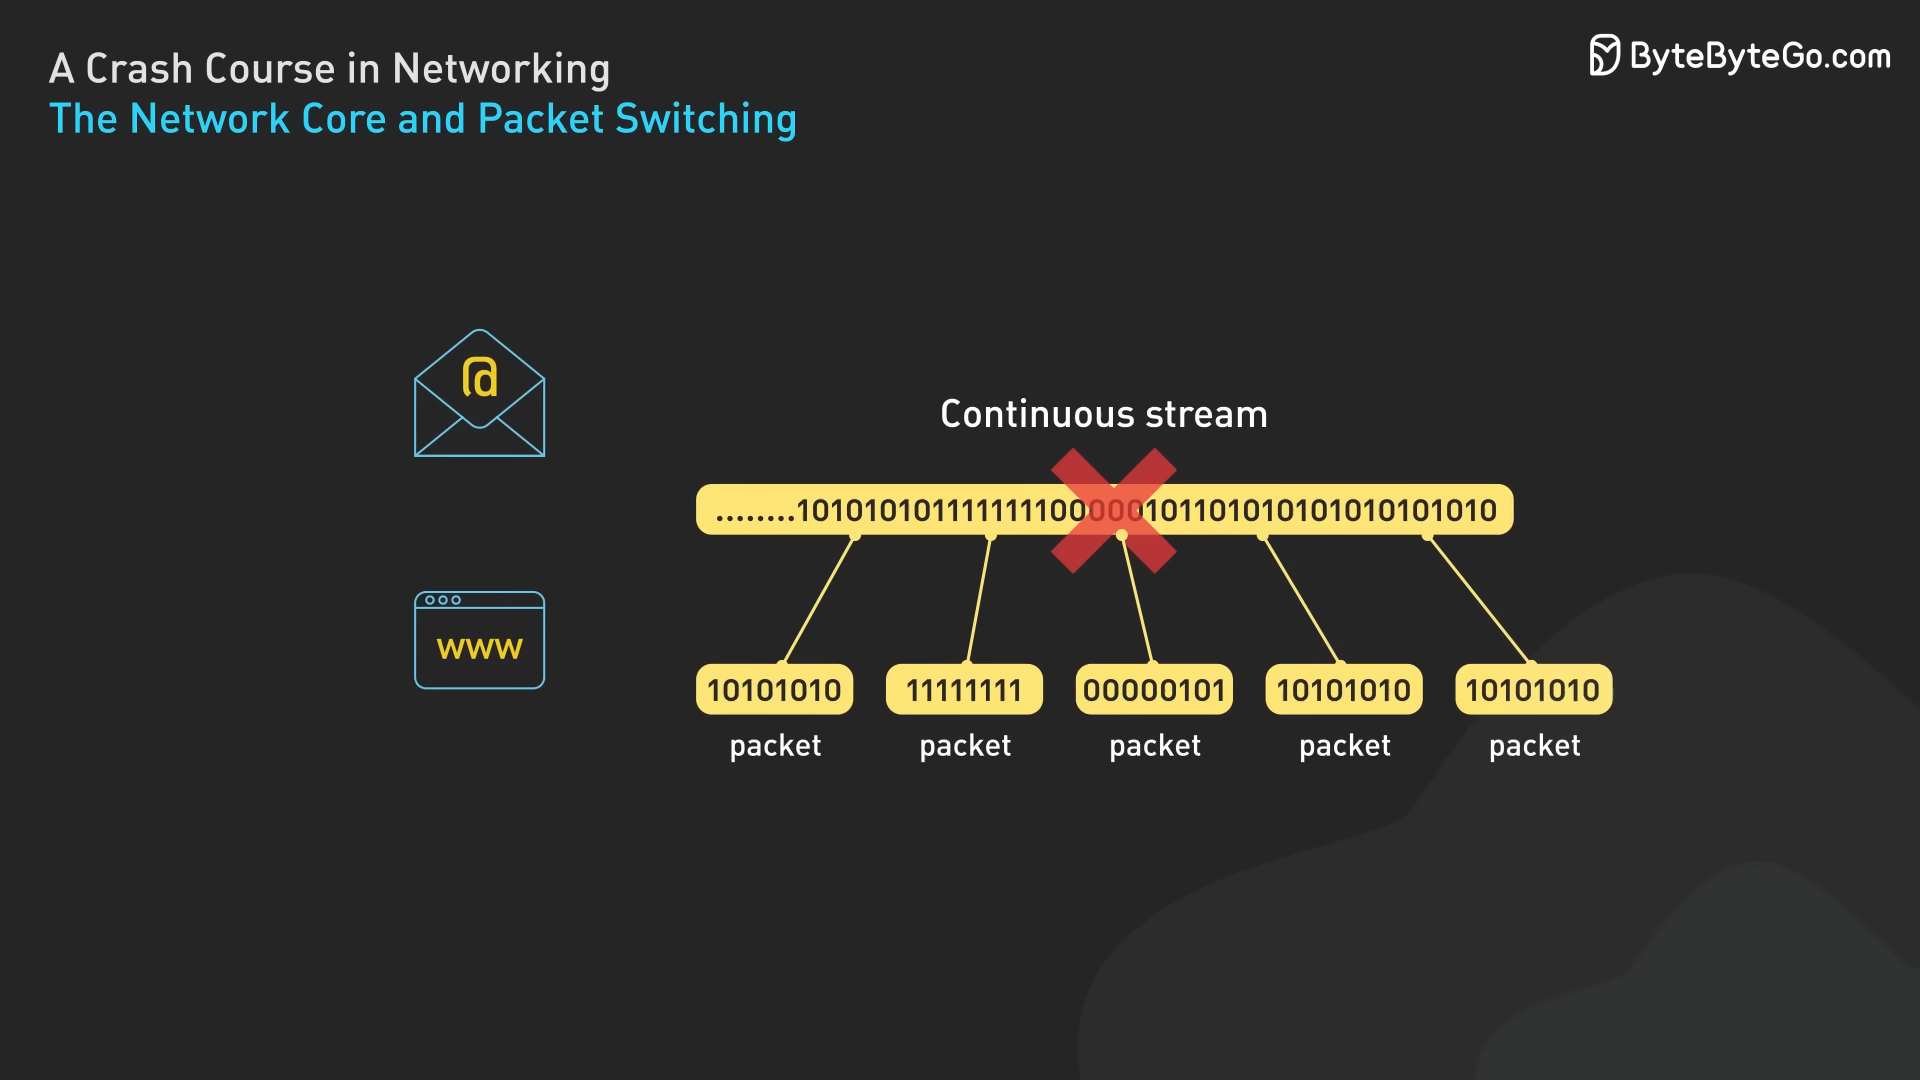 A Crash Course in Networking
The Network Core and Packet Switching
ByteByteGo.com
@
Continuous stream
........10101010111111110000010110101010101010101010
www
10101010 11111111 00000101 10101010 10101010
packet packet packet packet packet